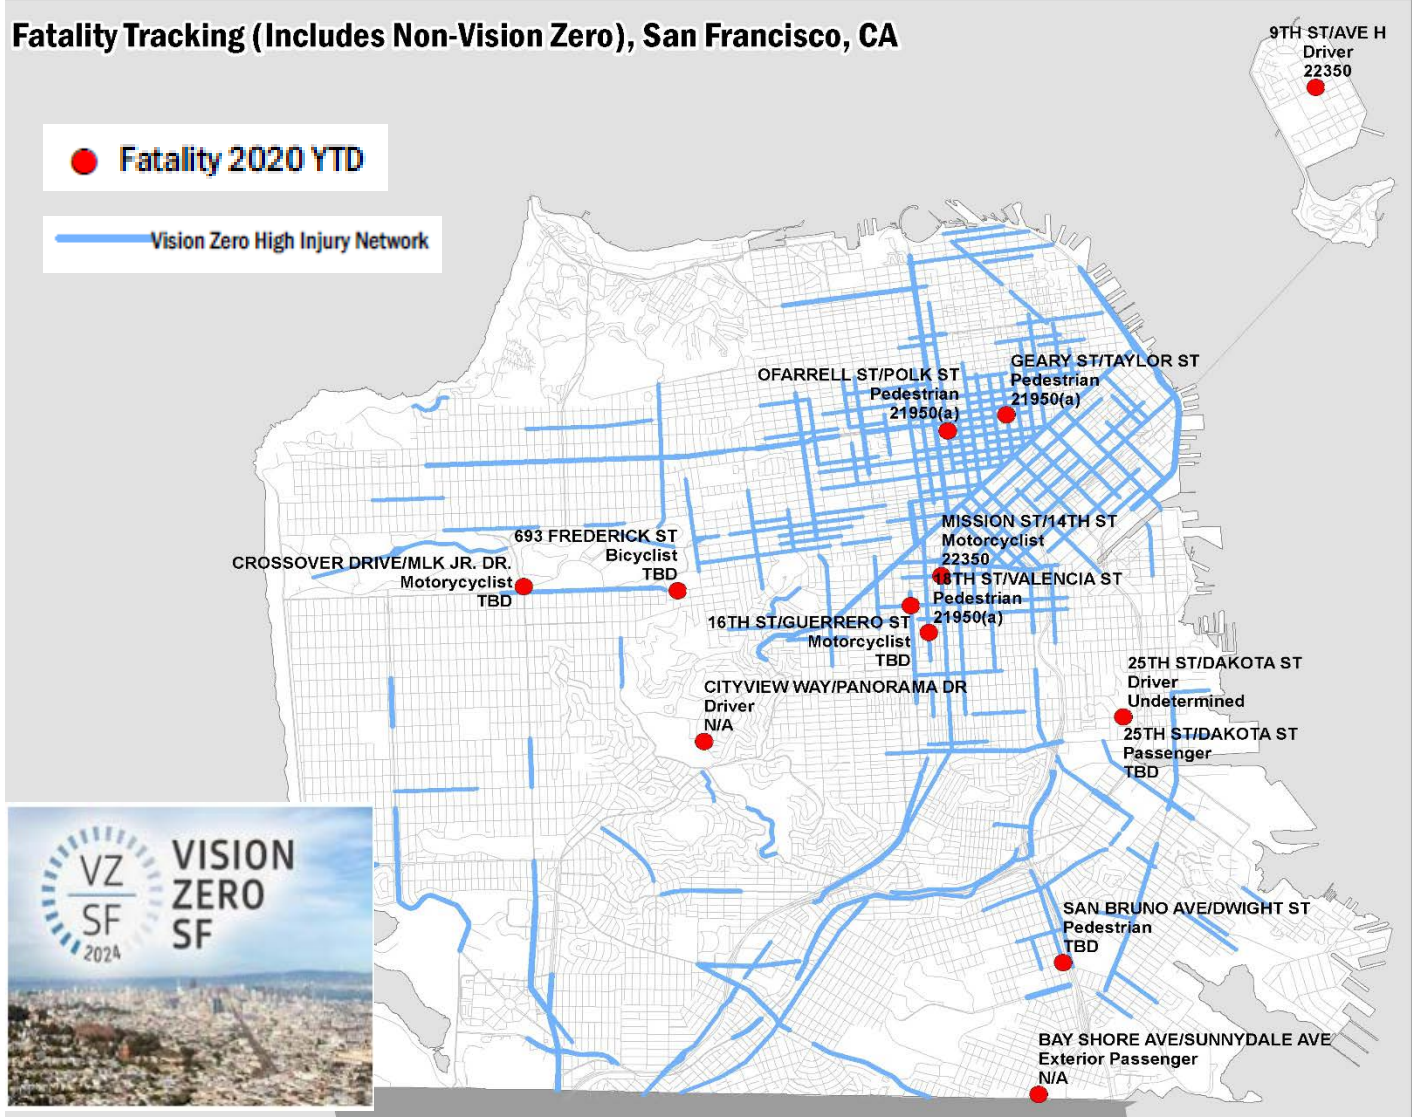 Fatality Tracking (Includes Non-Vision Zero), San Francisco, CA
9TH ST/AVE H
Driver
22350
Fatality 2020 YTD
Vision Zero High Injury Network
GEARY ST/TAYLOR ST
Pedestrian
21950(a)
OFARRELL ST/POLK ST
Pedestrian
21950(a)
MISSION ST/14TH ST
Motorcyclist
22350
693 FREDERICK ST
Bicyclist
TBD
CROSSOVER DRIVE/MLK JR. DR.
Motorycyclist
TBD
18TH ST/VALENCIA ST
Pedestrian
21950(a)
16TH ST/GUERRERO ST
Motorcyclist
TBD
25TH ST/DAKOTA ST
Driver
Undetermined
CITYVIEW WAY/PANORAMA DR
Driver
N/A
25TH ST/DAKOTA ST
Passenger
TBD
VZ
SF
2024
VISION
ZERO
SF
SAN BRUNO AVE/DWIGHT ST
Pedestrian
TBD
BAY SHORE AVE/SUNNYDALE AVE
Exterior Passenger
N/A